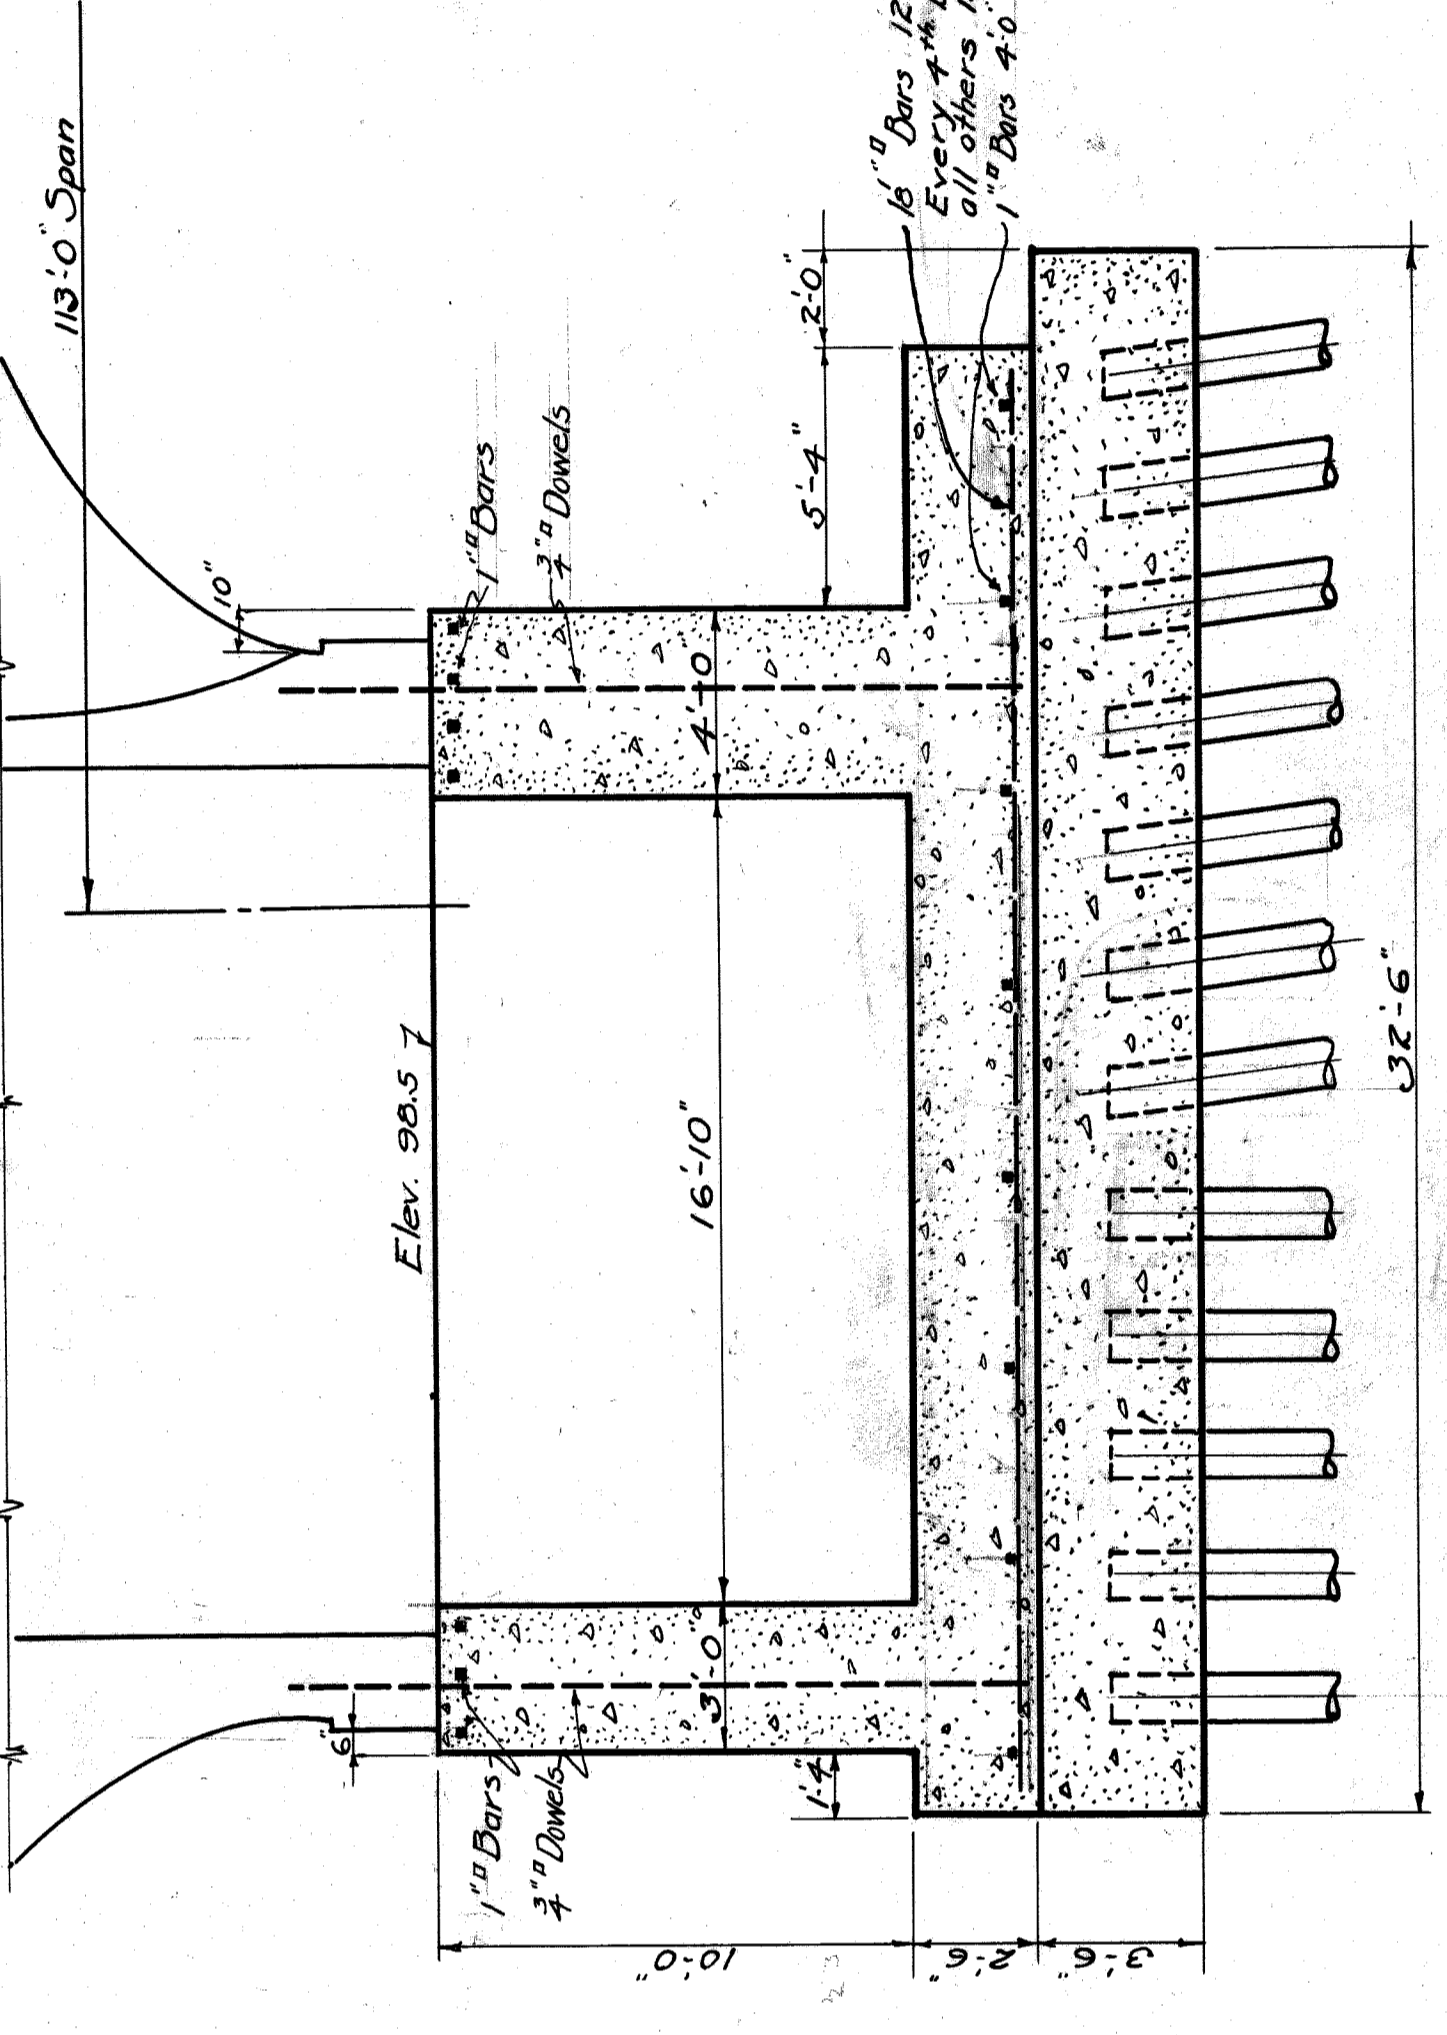 113'-0" Span
10"
1"□ Bars
3/4"□ Dowels
Elev. 98.5
6"
1"□ Bars
3/4"□ Dowels
3'-0"
16'-10"
4'-0"
1'-4"
5'-4"
2'-0"
Bars 12
Every 4th
all others
1"□ Bars 4'-0"
10'-0"
2'-6"
3'-6"
32'-6"